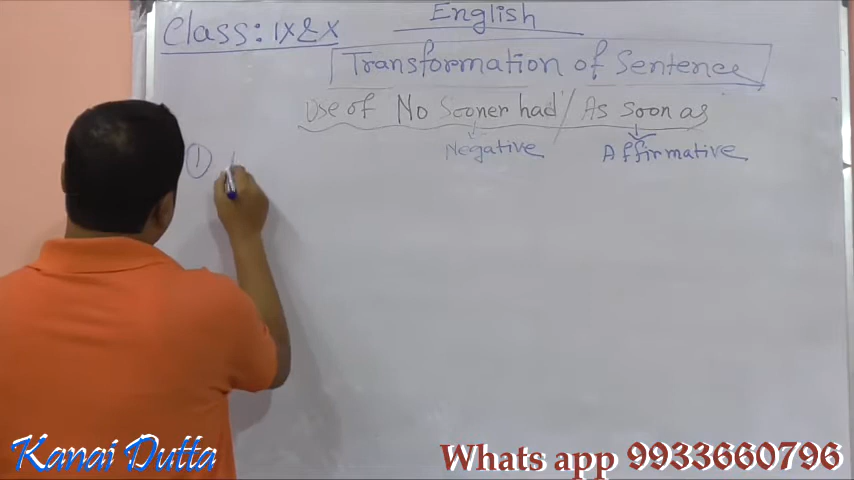 English
Class: IX & X
Transformation of Sentence
Use of No Sooner had / As soon as
Negative Affirmative
①
Kanai Dutta
Whats app 9933660796